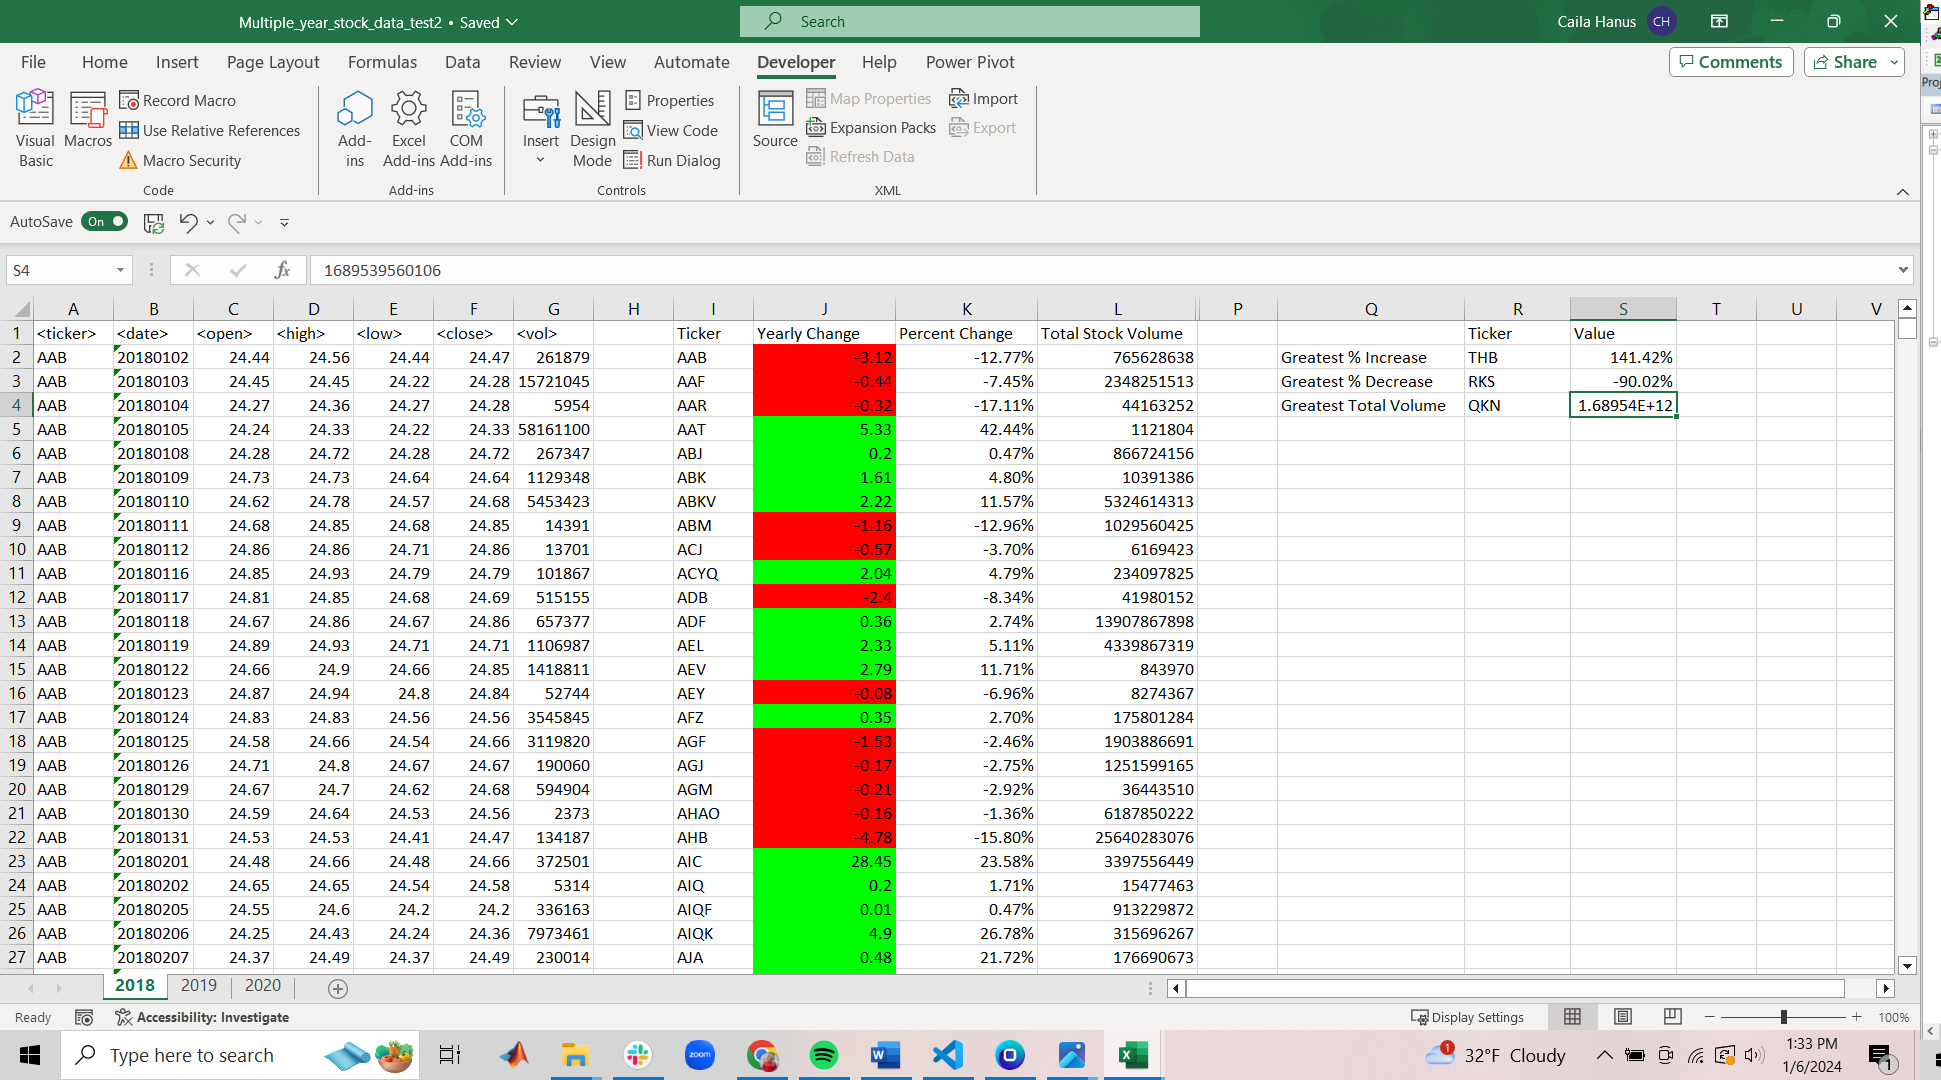 Multiple_year_stock_data_test2 • Saved
Search
Caila Hanus CH
File Home Insert Page Layout Formulas Data Review View Automate Developer Help Power Pivot
Comments Share
Visual Basic
Macros
Record Macro
Use Relative References
Macro Security
Code
Add-ins
Excel Add-ins
COM Add-ins
Add-ins
Insert
Design Mode
Properties
View Code
Run Dialog
Controls
Source
Map Properties
Expansion Packs
Refresh Data
Import
Export
XML
AutoSave On
S4 fx 1689539560106
A B C D E F G H I J K L P Q R S T U V
1 <ticker> <date> <open> <high> <low> <close> <vol> Ticker Yearly Change Percent Change Total Stock Volume Ticker Value
2 AAB 20180102 24.44 24.56 24.44 24.47 261879 AAB -3.12 -12.77% 765628638 Greatest % Increase THB 141.42%
3 AAB 20180103 24.45 24.45 24.22 24.28 15721045 AAF -0.44 -7.45% 2348251513 Greatest % Decrease RKS -90.02%
4 AAB 20180104 24.27 24.36 24.27 24.28 5954 AAR -0.32 -17.11% 44163252 Greatest Total Volume QKN 1.68954E+12
5 AAB 20180105 24.24 24.33 24.22 24.33 58161100 AAT 5.33 42.44% 1121804
6 AAB 20180108 24.28 24.72 24.28 24.72 267347 ABJ 0.2 0.47% 866724156
7 AAB 20180109 24.73 24.73 24.64 24.64 1129348 ABK 1.61 4.80% 10391386
8 AAB 20180110 24.62 24.78 24.57 24.68 5453423 ABKV 2.22 11.57% 5324614313
9 AAB 20180111 24.68 24.85 24.68 24.85 14391 ABM -1.16 -12.96% 1029560425
10 AAB 20180112 24.86 24.86 24.71 24.86 13701 ACJ -0.57 -3.70% 6169423
11 AAB 20180116 24.85 24.93 24.79 24.79 101867 ACYQ 2.04 4.79% 234097825
12 AAB 20180117 24.81 24.85 24.68 24.69 515155 ADB -2.4 -8.34% 41980152
13 AAB 20180118 24.67 24.86 24.67 24.86 657377 ADF 0.36 2.74% 13907867898
14 AAB 20180119 24.89 24.93 24.71 24.71 1106987 AEL 2.33 5.11% 4339867319
15 AAB 20180122 24.66 24.9 24.66 24.85 1418811 AEV 2.79 11.71% 843970
16 AAB 20180123 24.87 24.94 24.8 24.84 52744 AEY -0.08 -6.96% 8274367
17 AAB 20180124 24.83 24.83 24.56 24.56 3545845 AFZ 0.35 2.70% 175801284
18 AAB 20180125 24.58 24.66 24.54 24.66 3119820 AGF -1.53 -2.46% 1903886691
19 AAB 20180126 24.71 24.8 24.67 24.67 190060 AGJ -0.17 -2.75% 1251599165
20 AAB 20180129 24.67 24.7 24.62 24.68 594904 AGM -0.21 -2.92% 36443510
21 AAB 20180130 24.59 24.64 24.53 24.56 2373 AHAO -0.16 -1.36% 6187850222
22 AAB 20180131 24.53 24.53 24.41 24.47 134187 AHB -4.78 -15.80% 25640283076
23 AAB 20180201 24.48 24.66 24.48 24.66 372501 AIC 28.45 23.58% 3397556449
24 AAB 20180202 24.65 24.65 24.54 24.58 5314 AIQ 0.2 1.71% 15477463
25 AAB 20180205 24.55 24.6 24.2 24.2 336163 AIQF 0.01 0.47% 913229872
26 AAB 20180206 24.25 24.43 24.24 24.36 7973461 AIQK 4.9 26.78% 315696267
27 AAB 20180207 24.37 24.49 24.37 24.49 230014 AJA 0.48 21.72% 176690673
2018 2019 2020
Ready Accessibility: Investigate Display Settings 100%
Type here to search
zoom
1
32°F Cloudy
1:33 PM
1/6/2024
1
Proj